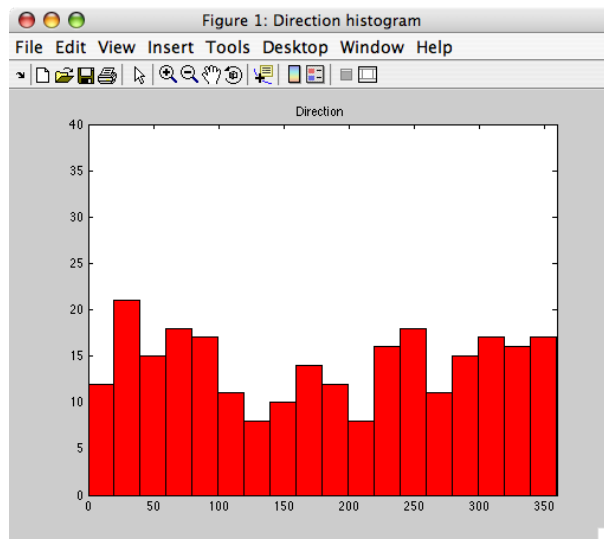 Figure 1: Direction histogram
File Edit View Insert Tools Desktop Window Help
Direction
40
35
30
25
20
15
10
5
0
0 50 100 150 200 250 300 350